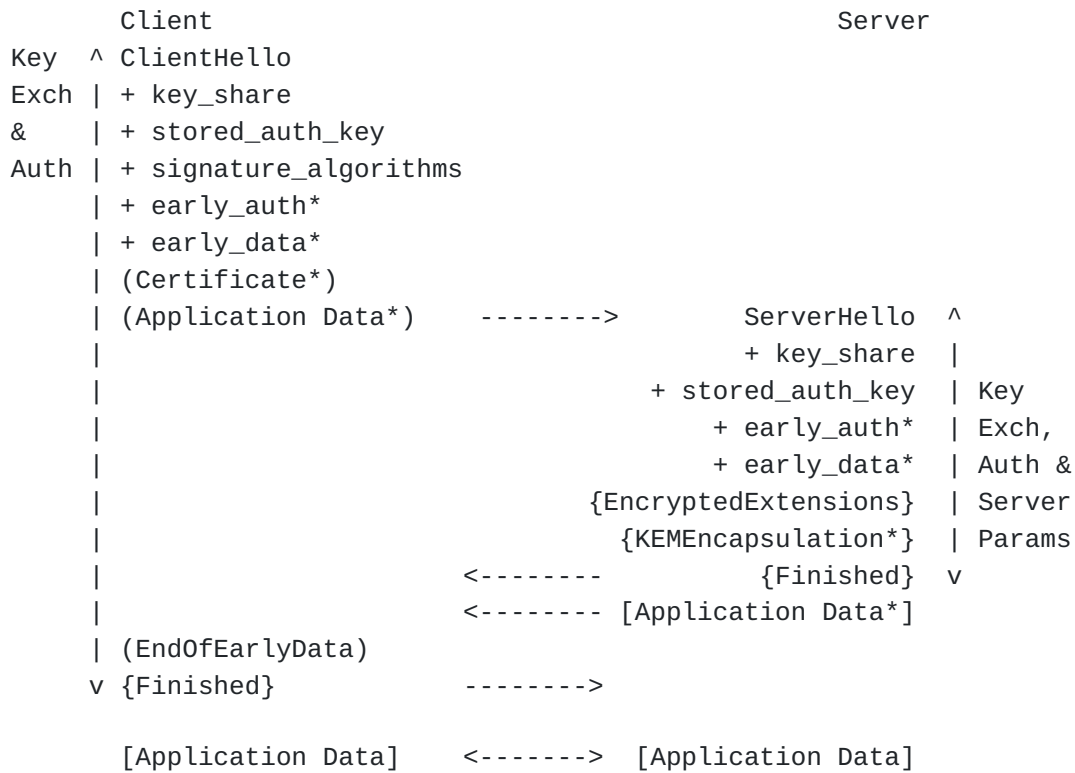 Client                                        Server
Key  ^ ClientHello
Exch | + key_share
&    | + stored_auth_key
Auth | + signature_algorithms
     | + early_auth*
     | + early_data*
     | (Certificate*)
     | (Application Data*)    -------->        ServerHello  ^
     |                                         + key_share  |
     |                                   + stored_auth_key  | Key
     |                                       + early_auth*  | Exch,
     |                                       + early_data*  | Auth &
     |                               {EncryptedExtensions}  | Server
     |                                 {KEMEncapsulation*}  | Params
     |                       <--------          {Finished}  v
     |                       <-------- [Application Data*]
     | (EndOfEarlyData)
     v {Finished}            -------->

       [Application Data]    <------->  [Application Data]